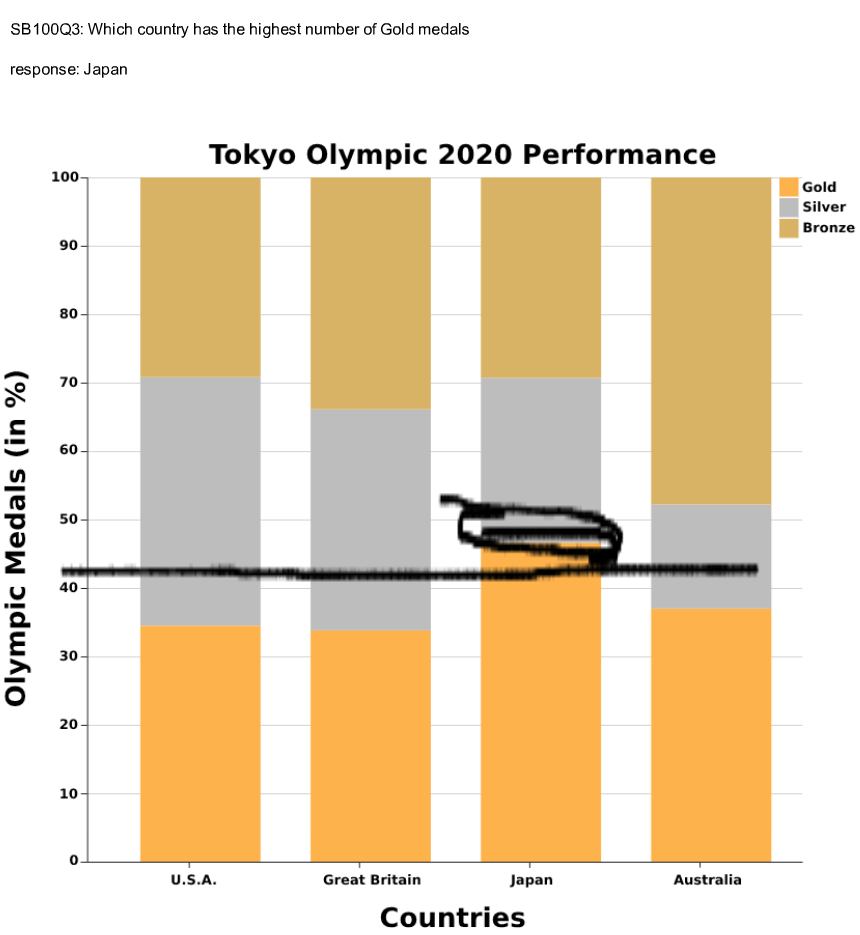 SB100Q3: Which country has the highest number of Gold medals
response: Japan
Tokyo Olympic 2020 Performance
Gold
Silver
Bronze
Olympic Medals (in %)
100
90
80
70
60
50
40
30
20
10
0
U.S.A. Great Britain Japan Australia
Countries